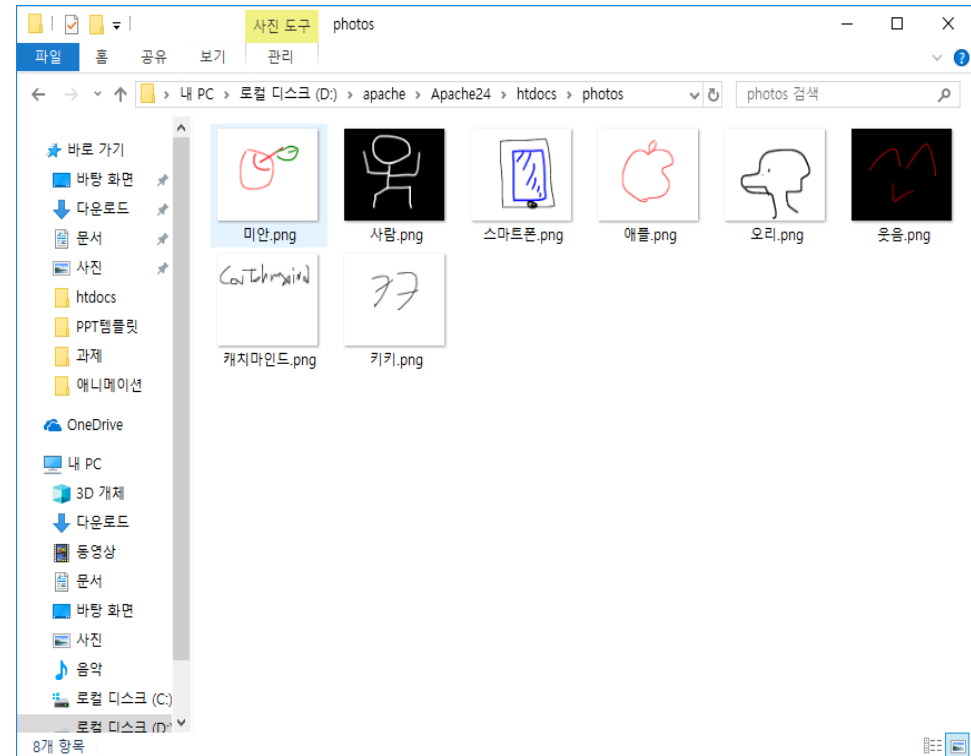 사진 도구 photos
파일 홈 공유 보기 관리
내 PC › 로컬 디스크 (D:) › apache › Apache24 › htdocs › photos
photos 검색
바로 가기
바탕 화면
다운로드
문서
사진
htdocs
PPT템플릿
과제
애니메이션
OneDrive
내 PC
3D 개체
다운로드
동영상
문서
바탕 화면
사진
음악
로컬 디스크 (C:)
로컬 디스크 (D:)
미안.png
사람.png
스마트폰.png
애플.png
오리.png
웃음.png
Catchmaind
ㅋㅋ
캐치마인드.png
키키.png
8개 항목